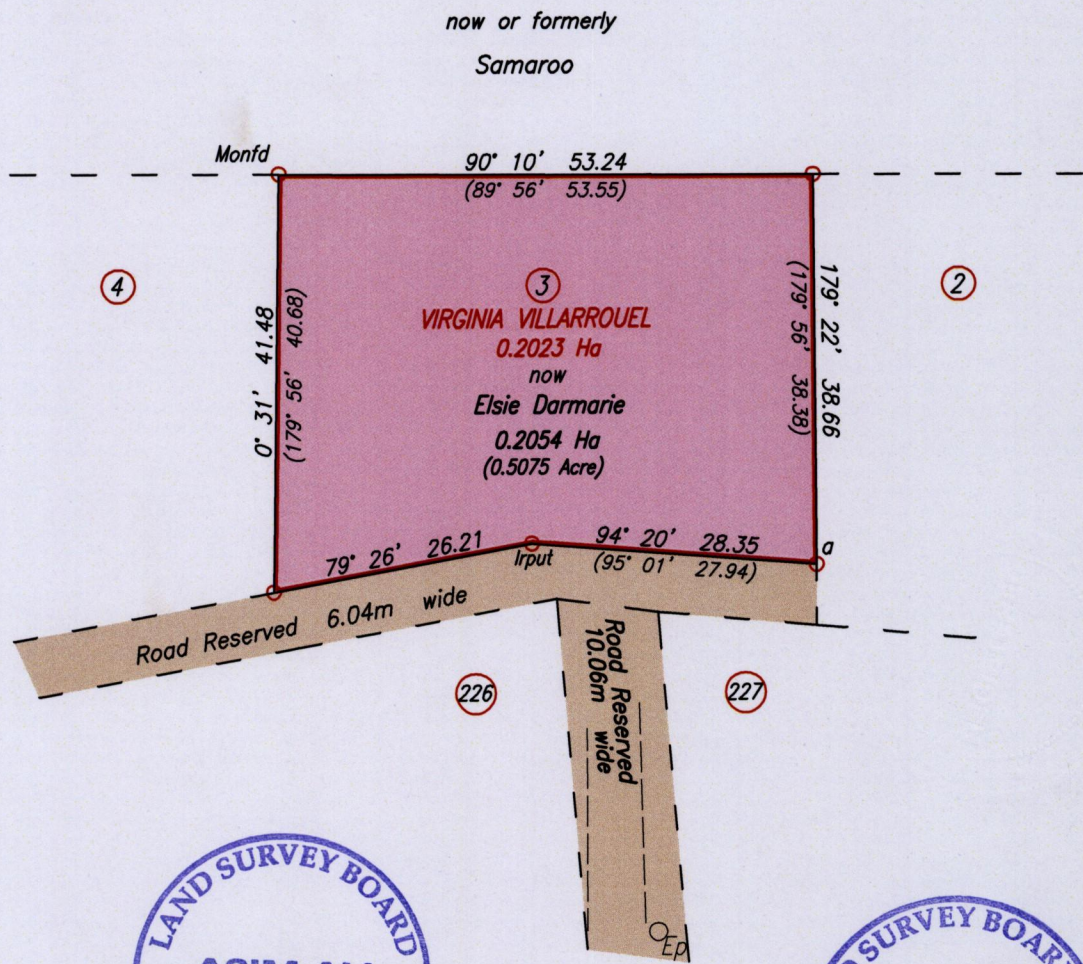 now or formerly
Samaroo
Monfd
90° 10' 53.24
(89° 56' 53.55)
4
3
2
VIRGINIA VILLARROUEL
0.2023 Ha
now
Elsie Darmarie
0.2054 Ha
(0.5075 Acre)
0° 31' 41.48
(179° 56' 40.68)
179° 22' 38.66
(179° 56' 38.38)
79° 26' 26.21
Irput
94° 20' 28.35
(95° 01' 27.94)
a
Road Reserved 6.04m wide
Road Reserved
10.06m wide
226
227
Ep
LAND SURVEY BOARD
SURVEY BOARD